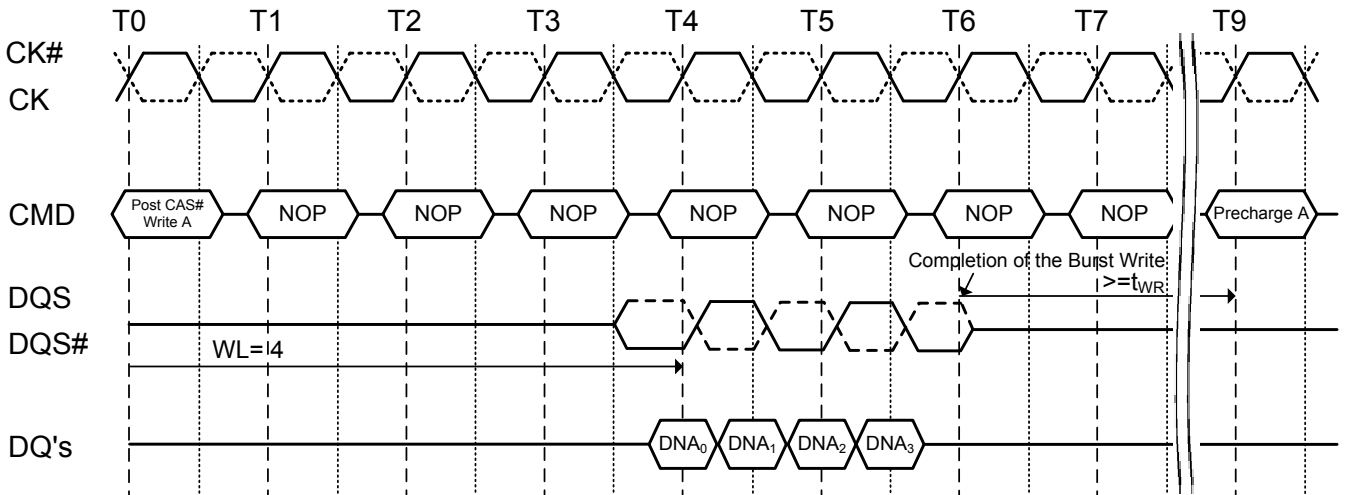 T0 T1 T2 T3 T4 T5 T6 T7 T9
CK#
CK
CMD
Post CAS#
Write A
NOP NOP NOP NOP NOP NOP NOP Precharge A
Completion of the Burst Write
>=tWR
DQS
DQS#
WL= 4
DQ's
DNA0 DNA1 DNA2 DNA3